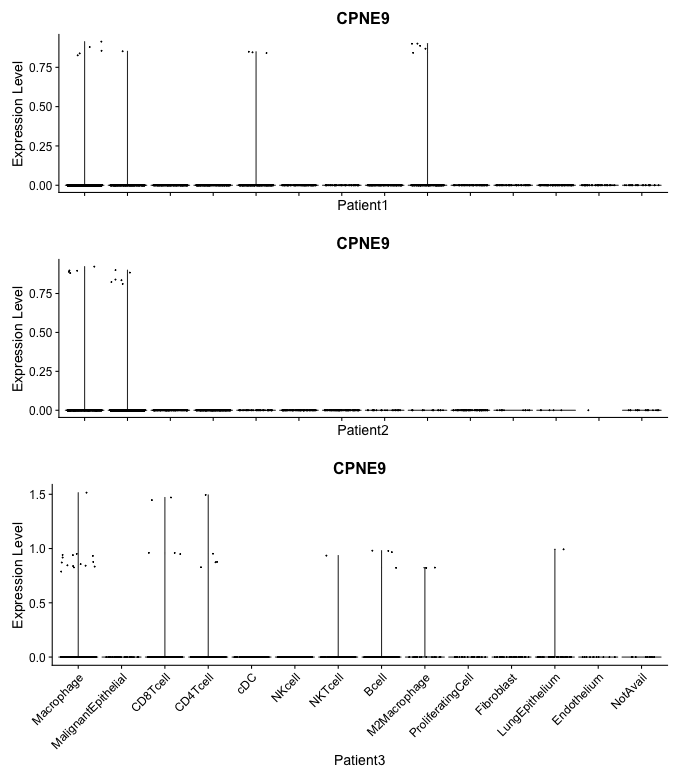 CPNE9
Expression Level
0.75
0.50
0.25
0.00
Patient1
CPNE9
Expression Level
0.75
0.50
0.25
0.00
Patient2
CPNE9
Expression Level
1.5
1.0
0.5
0.0
Macrophage
MalignantEpithelial
CD8Tcell
CD4Tcell
cDC
NKcell
NKTcell
Bcell
M2Macrophage
ProliferatingCell
Fibroblast
LungEpithelium
Endothelium
NotAvail
Patient3